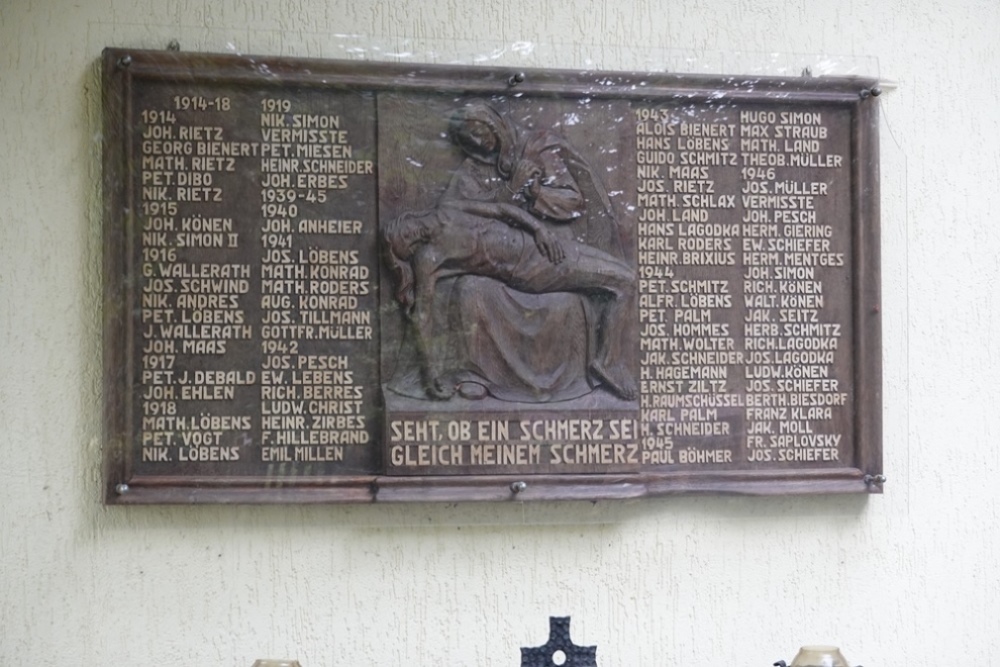 1914-18
1914
JOH. RIETZ
GEORG BIENERT
MATH. RIETZ
PET. DIBO
NIK. RIETZ
1915
JOH. KÖNEN
NIK. SIMON II
1916
G. WALLERATH
JOS. SCHWIND
NIK. ANDRES
PET. LÖBENS
J. WALLERATH
JOH. MAAS
1917
PET. J. DEBALD
JOH. EHLEN
1918
MATH. LÖBENS
PET. VOGT
NIK. LÖBENS
1919
NIK. SIMON
VERMISSTE
PET. MIESEN
HEINR. SCHNEIDER
JOH. ERBES
1939-45
1940
JOH. ANHEIER
1941
JOS. LÖBENS
MATH. KONRAD
MATH. RODERS
AUG. KONRAD
JOS. TILLMANN
GOTTFR. MÜLLER
1942
JOS. PESCH
EW. LEBENS
RICH. BERRES
LUDW. CHRIST
HEINR. ZIRBES
F. HILLEBRAND
EMIL MILLEN
SEHT, OB EIN SCHMERZ SEI
GLEICH MEINEM SCHMERZ
1943
ALOIS BIENERT
HANS LÖBENS
GUIDO SCHMITZ
NIK. MAAS
JOS. RIETZ
MATH. SCHLAX
JOH. LAND
HANS LAGODKA
KARL RODERS
HEINR. BRIXIUS
1944
PET. SCHMITZ
ALFR. LÖBENS
PET. PALM
JOS. HOMMES
MATH. WOLTER
JAK. SCHNEIDER
H. HAGEMANN
ERNST ZILTZ
H. RAUMSCHÜSSEL
KARL PALM
H. SCHNEIDER
1945
PAUL BÖHMER
HUGO SIMON
MAX STRAUB
MATH. LAND
THEOB. MÜLLER
1946
JOS. MÜLLER
VERMISSTE
JOH. PESCH
HERM. GIERING
EW. SCHIEFER
HERM. MENTGES
JOH. SIMON
RICH. KÖNEN
WALT. KÖNEN
JAK. SEITZ
HERB. SCHMITZ
RICH. LAGODKA
JOS. LAGODKA
LUDW. KÖNEN
JOS. SCHIEFER
BERTH. BIESDORF
FRANZ KLARA
JAK. MOLL
FR. SAPLOVSKY
JOS. SCHIEFER